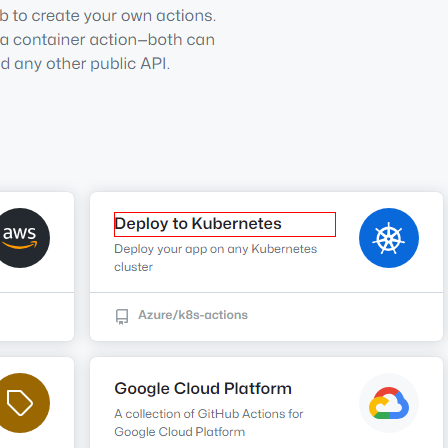 b to create your own actions.
a container action—both can
d any other public API.
aws
Deploy to Kubernetes
Deploy your app on any Kubernetes
cluster
Azure/k8s-actions
Google Cloud Platform
A collection of GitHub Actions for
Google Cloud Platform